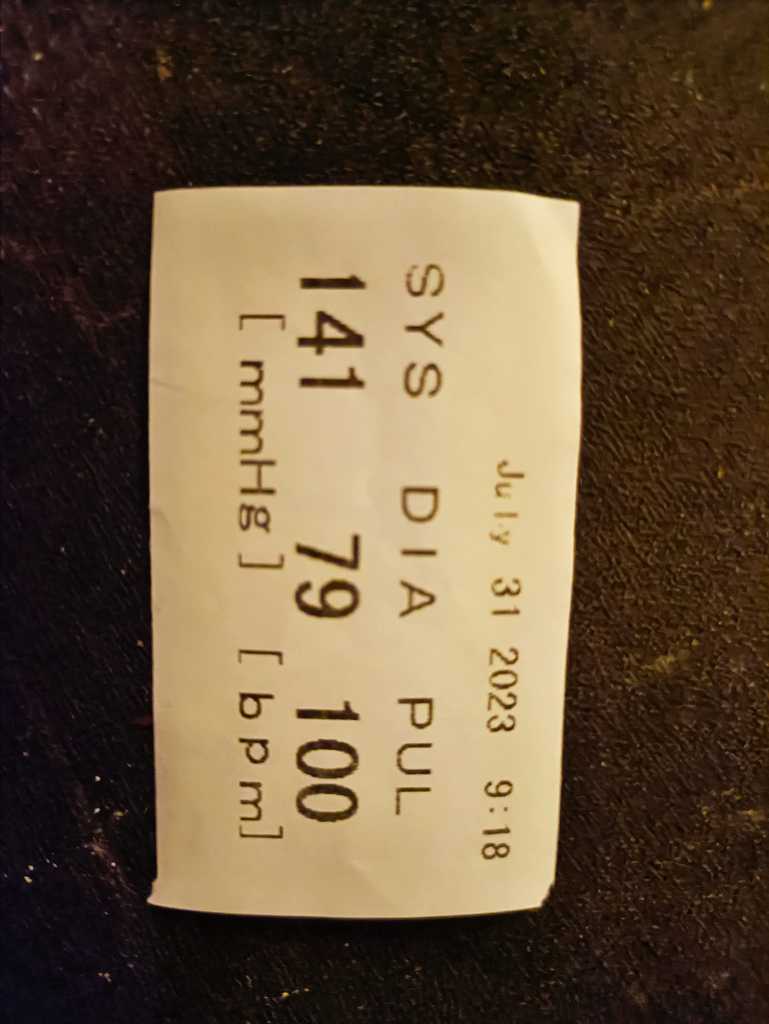 July 31 2023 9:18
SYS DIA PUL
141 79 100
[ mmHg ] [ bpm]